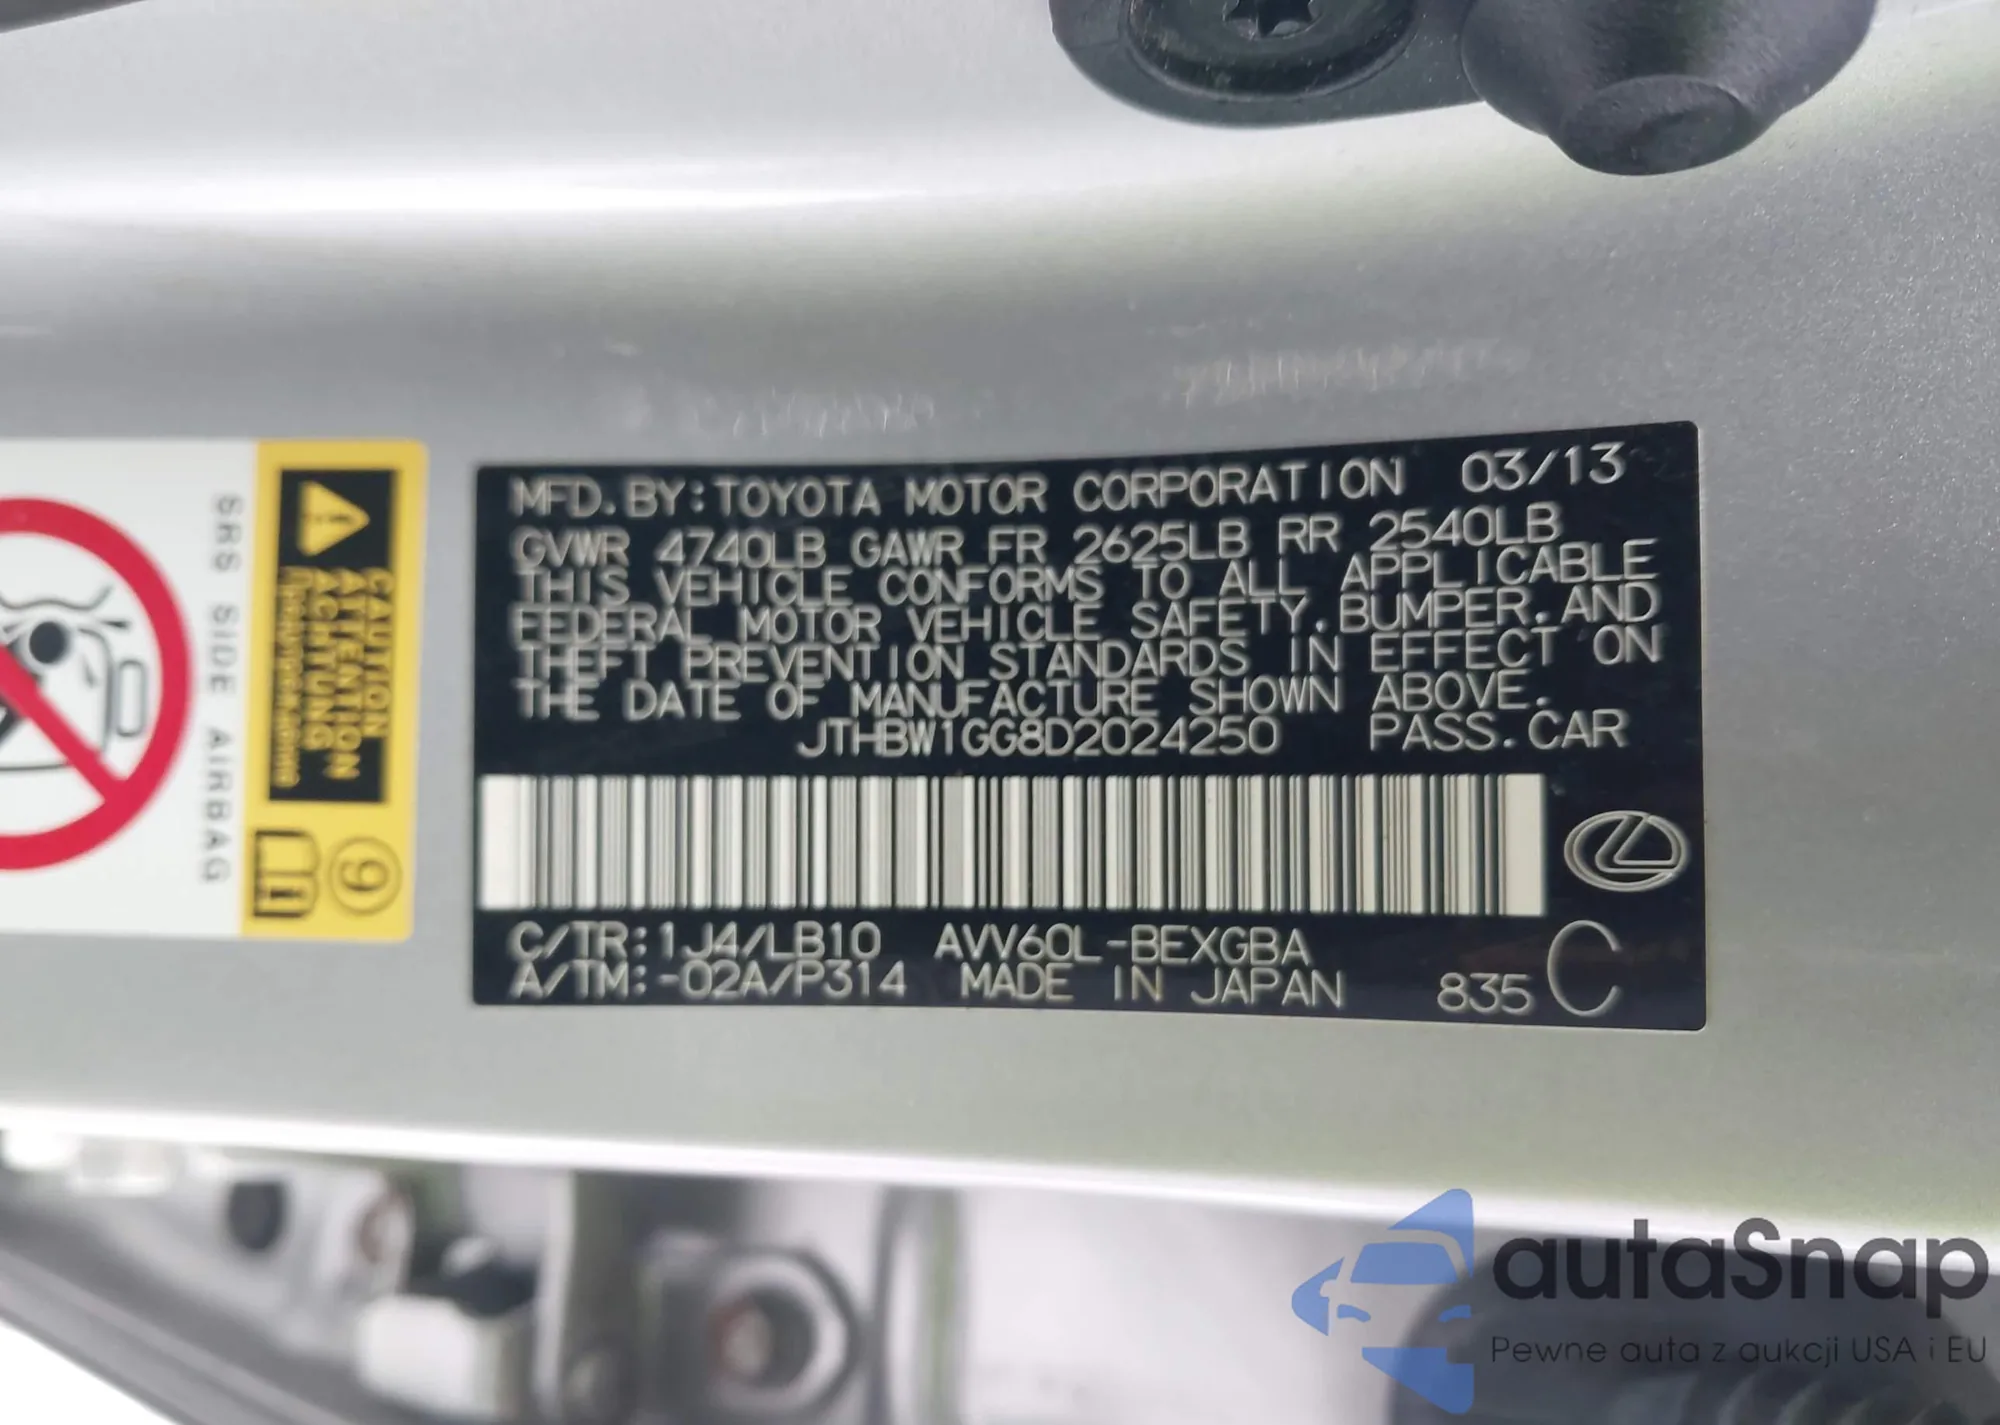 MFD.BY:TOYOTA MOTOR CORPORATION 03/13
GVWR 4740LB GAWR FR 2625LB RR 2540LB
THIS VEHICLE CONFORMS TO ALL APPLICABLE
FEDERAL MOTOR VEHICLE SAFETY,BUMPER,AND
THEFT PREVENTION STANDARDS IN EFFECT ON
THE DATE OF MANUFACTURE SHOWN ABOVE.
JTHBW1GG8D2024250 PASS.CAR
C/TR:1J4/LB10 AVV60L-BEXGBA
A/TM:-02A/P314 MADE IN JAPAN 835 C
SRS SIDE AIRBAG
CAUTION
ATTENTION
ACHTUNG
Предупреждение
9
autaSnap
Pewne auta z aukcji USA i EU